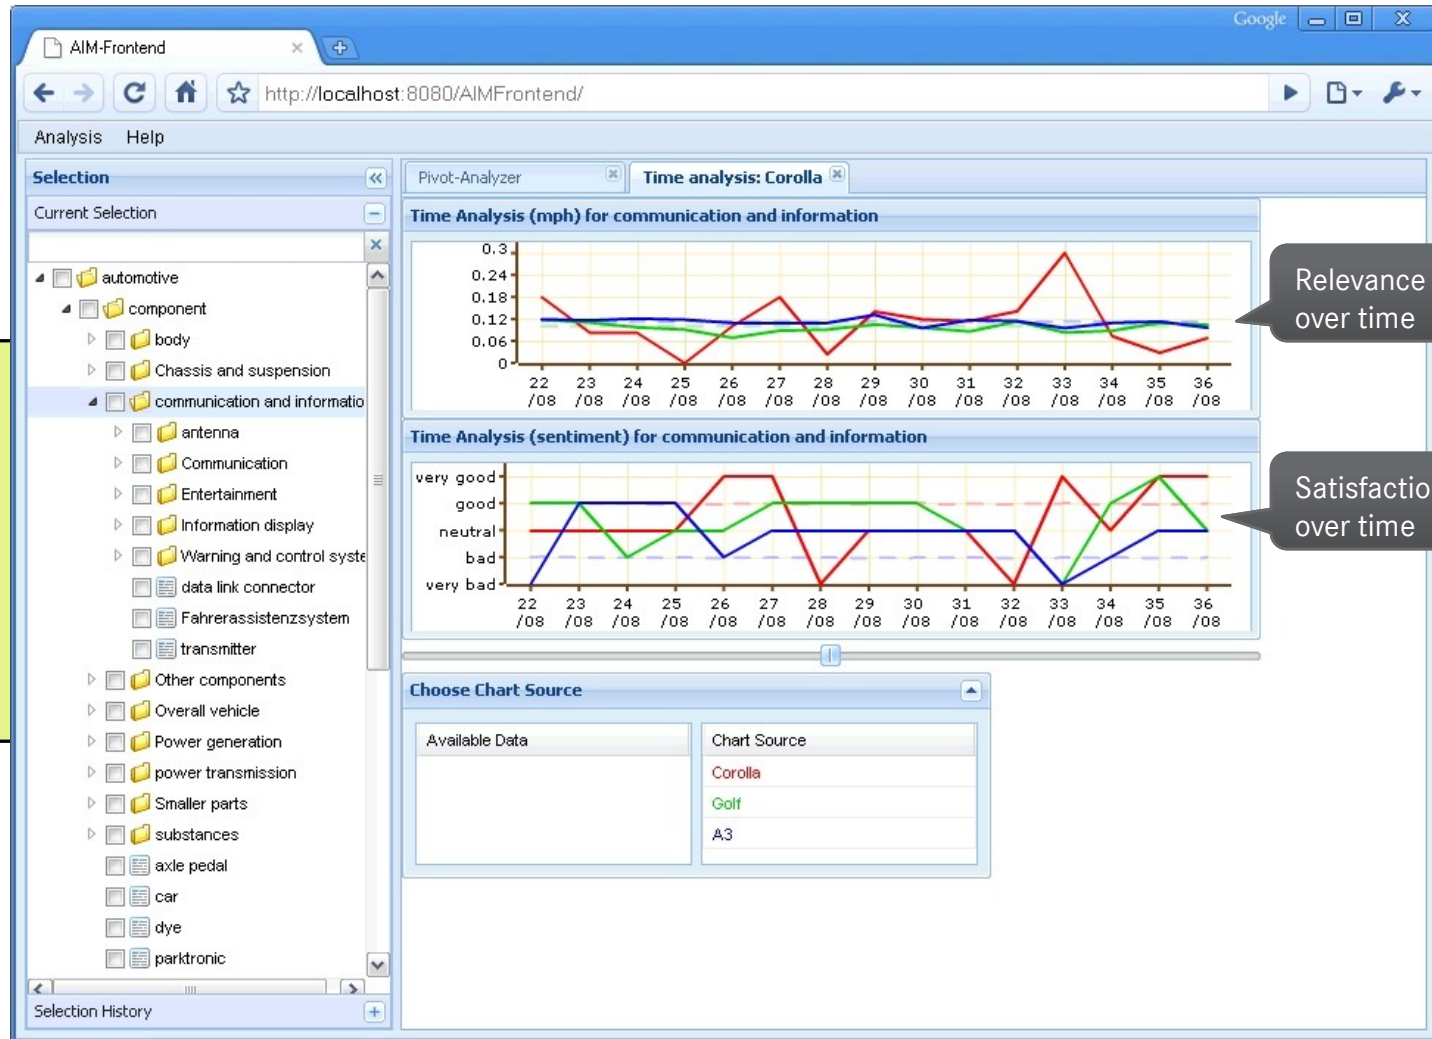 Google
AIM-Frontend
http://localhost:8080/AIMFrontend/
Analysis Help
Selection
Current Selection
automotive
component
body
Chassis and suspension
communication and informatio
antenna
Communication
Entertainment
Information display
Warning and control syste
data link connector
Fahrerassistenzsystem
transmitter
Other components
Overall vehicle
Power generation
power transmission
Smaller parts
substances
axle pedal
car
dye
parktronic
Selection History
Pivot-Analyzer
Time analysis: Corolla
Time Analysis (mph) for communication and information
0.3
0.24
0.18
0.12
0.06
0
22 23 24 25 26 27 28 29 30 31 32 33 34 35 36
/08 /08 /08 /08 /08 /08 /08 /08 /08 /08 /08 /08 /08 /08 /08
Relevance
over time
Time Analysis (sentiment) for communication and information
very good
good
neutral
bad
very bad
22 23 24 25 26 27 28 29 30 31 32 33 34 35 36
/08 /08 /08 /08 /08 /08 /08 /08 /08 /08 /08 /08 /08 /08 /08
Satisfactio
over time
Choose Chart Source
Available Data
Chart Source
Corolla
Golf
A3